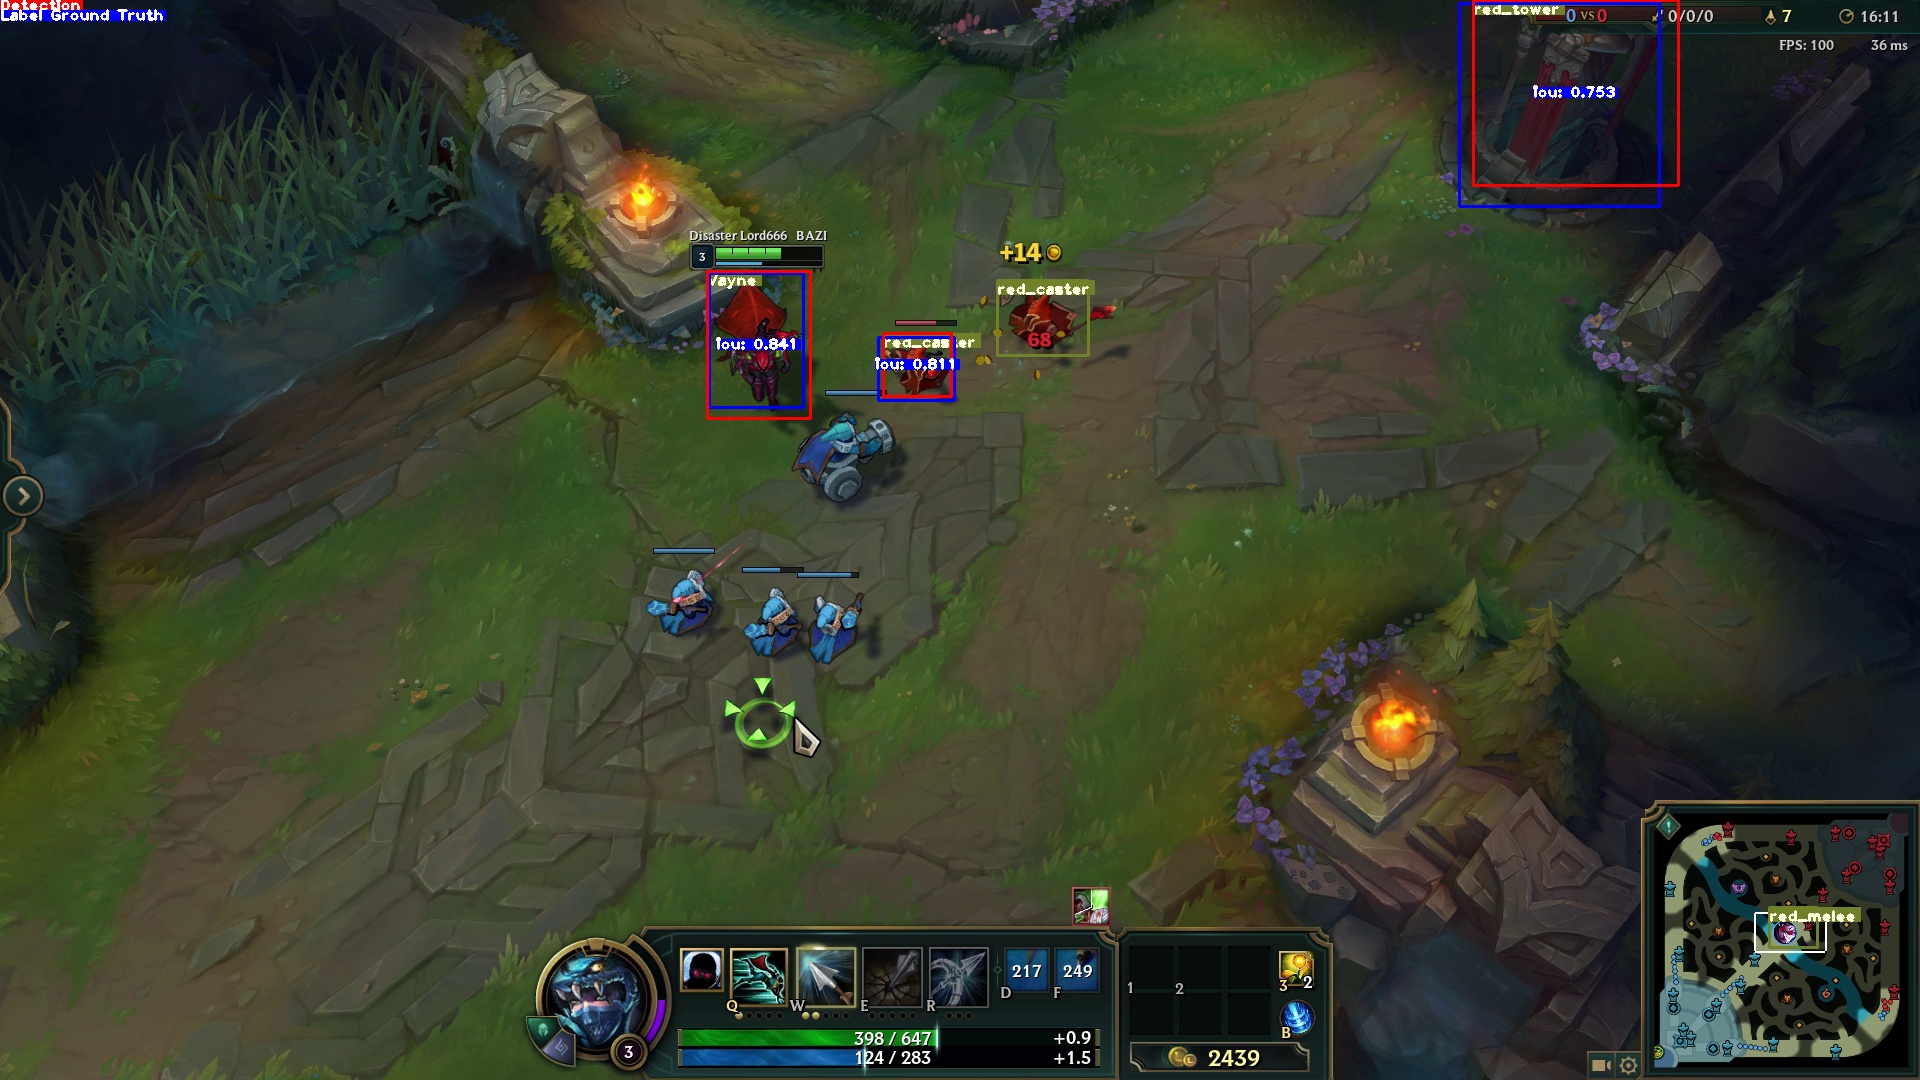 Detection
Label Ground Truth
red_tower
0 vs 0
0/0/0
7
16:11
FPS: 100
36 ms
Iou: 0.753
Disaster Lord666 BAZI
3
+14
Vayne
red_caster
68
red_caster
Iou: 0.841
Iou: 0.811
red_melee
217
249
Q
W
E
R
D
F
1
2
3
2
B
3
398 / 647
+0.9
124 / 283
+1.5
2439